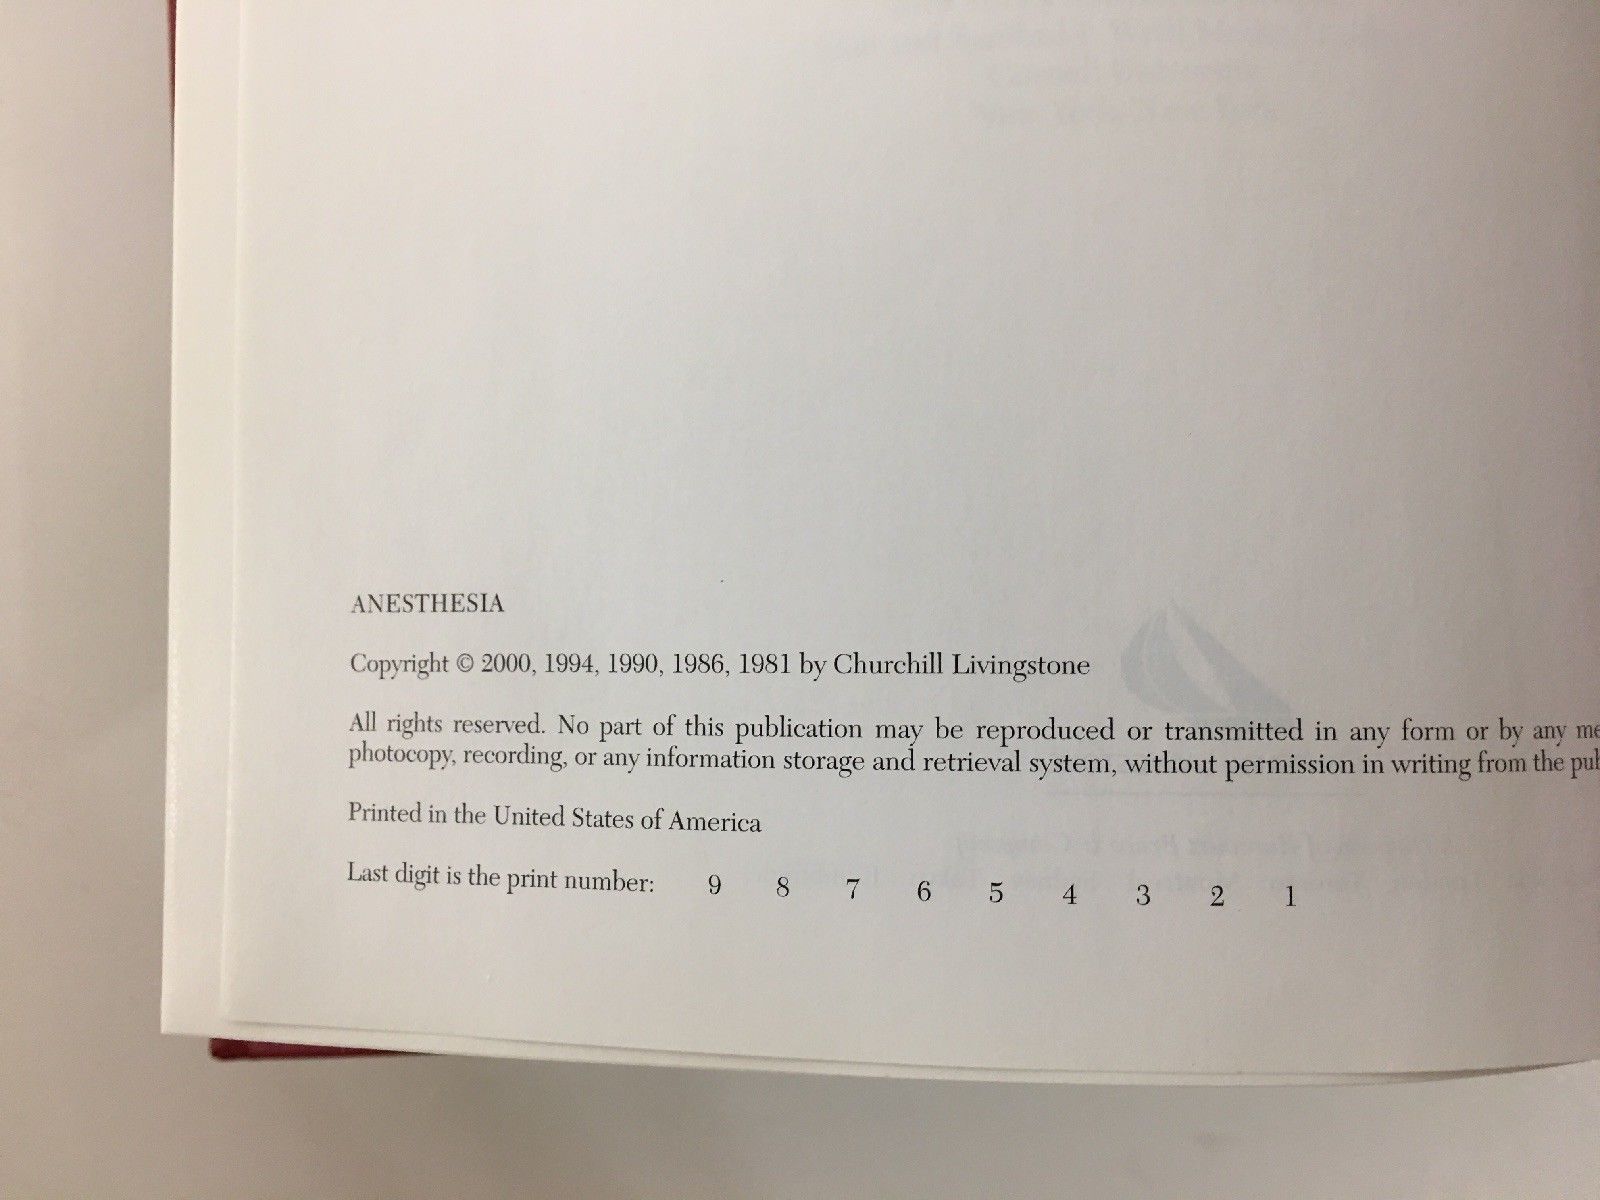 ANESTHESIA
Copyright © 2000, 1994, 1990, 1986, 1981 by Churchill Livingstone
All rights reserved. No part of this publication may be reproduced or transmitted in any form or by any
photocopy, recording, or any information storage and retrieval system, without permission in writing from the
Printed in the United States of America
Last digit is the print number: 9 8 7 6 5 4 3 2 1